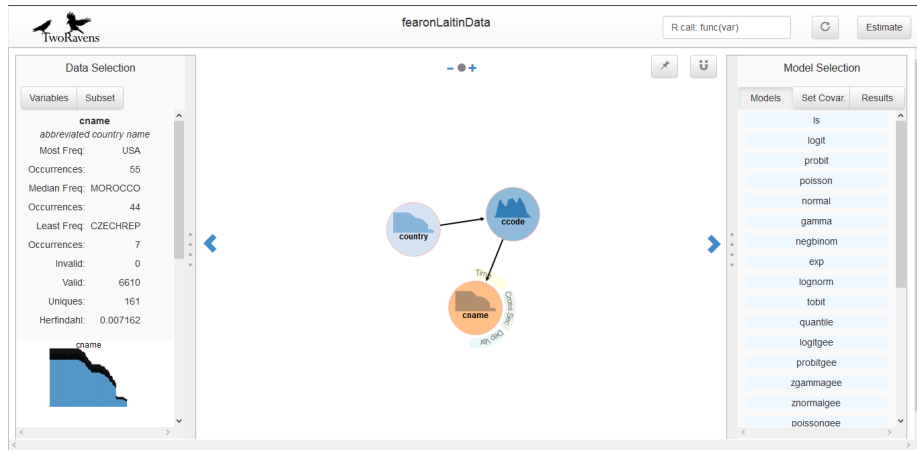 TwoRavens
fearonLaitinData
R call: func(var)
Estimate
Data Selection
Variables Subset
cname
abbreviated country name
Most Freq: USA
Occurrences: 55
Median Freq: MOROCCO
Occurrences: 44
Least Freq: CZECHREP
Occurrences: 7
Invalid: 0
Valid: 6610
Uniques: 161
Herfindahl: 0.007162
cname
country
ccode
Time
cname
Cross Sec
Dep Var
Model Selection
Models Set Covar. Results
ls
logit
probit
poisson
normal
gamma
negbinom
exp
lognorm
tobit
quantile
logitgee
probitgee
zgammagee
znormalgee
poissongee